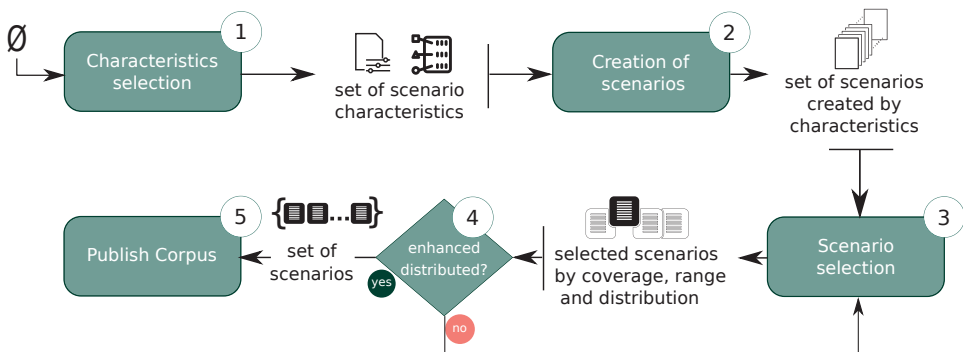 Ø
1
Characteristics
selection
set of scenario
characteristics
2
Creation of
scenarios
set of scenarios
created by
characteristics
3
Scenario
selection
selected scenarios
by coverage, range
and distribution
4
enhanced
distributed?
yes
no
{ ... }
set of
scenarios
5
Publish Corpus